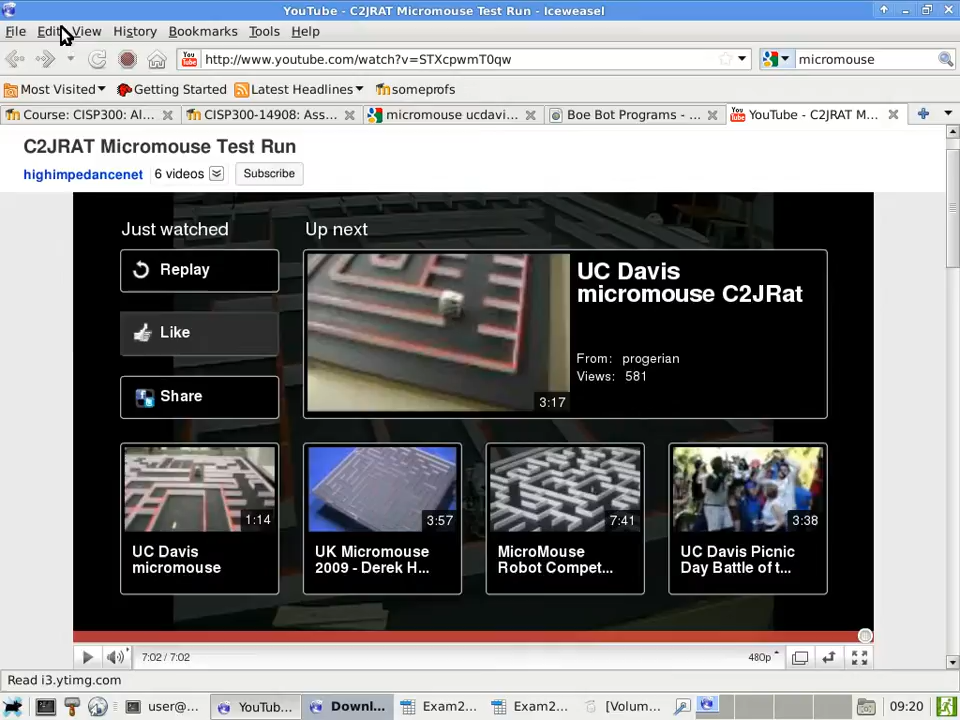 YouTube - C2JRAT Micromouse Test Run - Iceweasel
File Edit View History Bookmarks Tools Help
You Tube http://www.youtube.com/watch?v=STXcpwmT0qw micromouse
Most Visited Getting Started Latest Headlines someprofs
Course: CISP300: Al... CISP300-14908: Ass... micromouse ucdavi... Boe Bot Programs - ... YouTube - C2JRAT M...
C2JRAT Micromouse Test Run
highimpedancenet 6 videos Subscribe
Just watched Up next
Replay
Like
Share
UC Davis
micromouse C2JRat
From: progerian
Views: 581
3:17
1:14
UC Davis
micromouse
3:57
UK Micromouse
2009 - Derek H...
7:41
MicroMouse
Robot Compet...
3:38
UC Davis Picnic
Day Battle of t...
7:02 / 7:02 480p
Read i3.ytimg.com
user@... YouTub... Downl... Exam2... Exam2... [Volum... 09:20